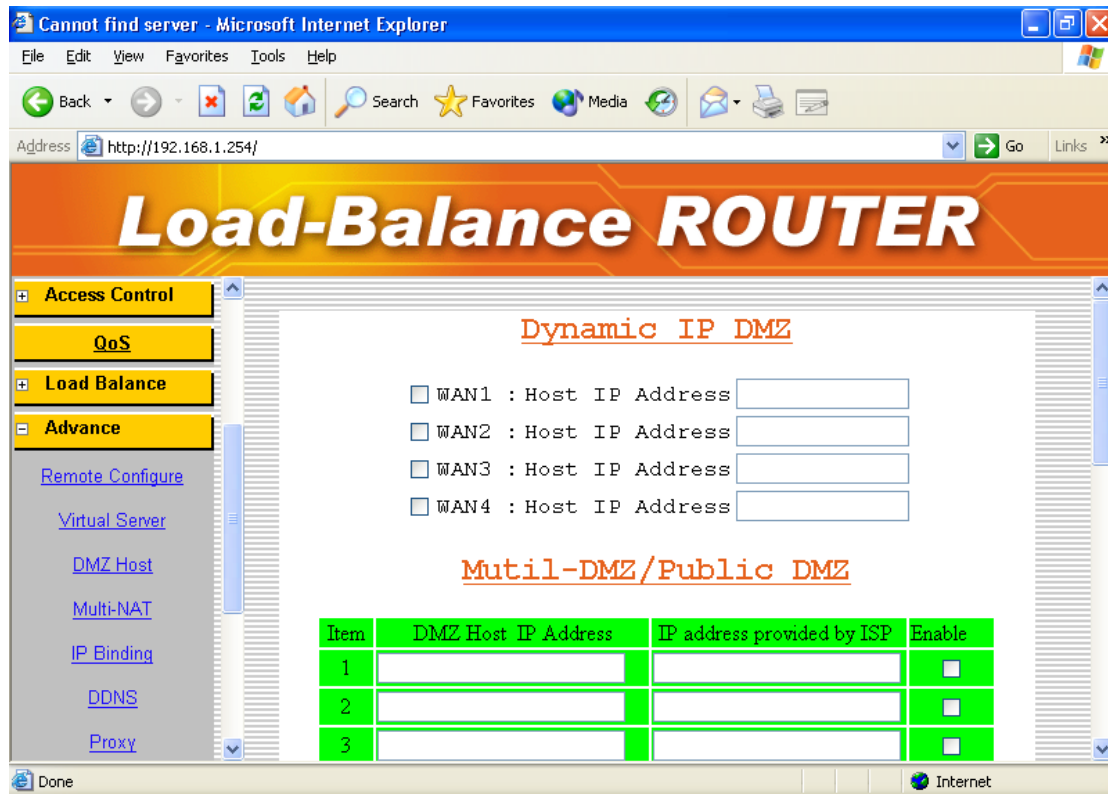 Cannot find server - Microsoft Internet Explorer
File Edit View Favorites Tools Help
Back Search Favorites Media
Address http://192.168.1.254/ Go Links »
Load-Balance ROUTER
Access Control
QoS
Load Balance
Advance
Remote Configure
Virtual Server
DMZ Host
Multi-NAT
IP Binding
DDNS
Proxy
Dynamic IP DMZ
WAN1 : Host IP Address
WAN2 : Host IP Address
WAN3 : Host IP Address
WAN4 : Host IP Address
Mutil-DMZ/Public DMZ
Item DMZ Host IP Address IP address provided by ISP Enable
1
2
3
Done Internet